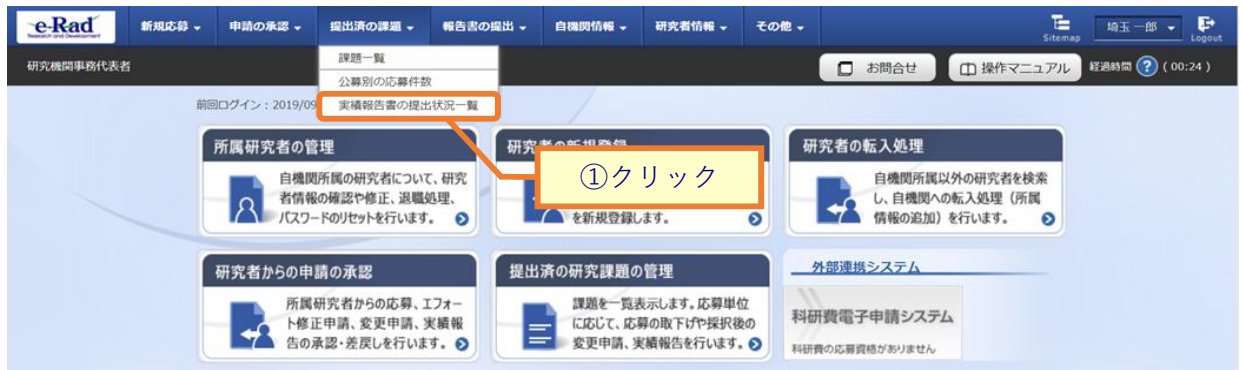 e-Rad
Research and Development
新規応募
申請の承認
提出済の課題
報告書の提出
自機関情報
研究者情報
その他
Sitemap
埼玉 一郎
Logout
研究機関事務代表者
課題一覧
公募別の応募件数
実績報告書の提出状況一覧
お問合せ
操作マニュアル
経過時間 ? ( 00:24 )
前回ログイン：2019/09
所属研究者の管理
自機関所属の研究者について、研究
者情報の確認や修正、退職処理、
パスワードのリセットを行います。
研究者の新規登録
を新規登録します。
①クリック
研究者の転入処理
自機関所属以外の研究者を検索
し、自機関への転入処理（所属
情報の追加）を行います。
研究者からの申請の承認
所属研究者からの応募、エフォー
ト修正申請、変更申請、実績報
告の承認・差戻しを行います。
提出済の研究課題の管理
課題を一覧表示します。応募単位
に応じて、応募の取下げや採択後の
変更申請、実績報告を行います。
外部連携システム
科研費電子申請システム
科研費の応募資格がありません